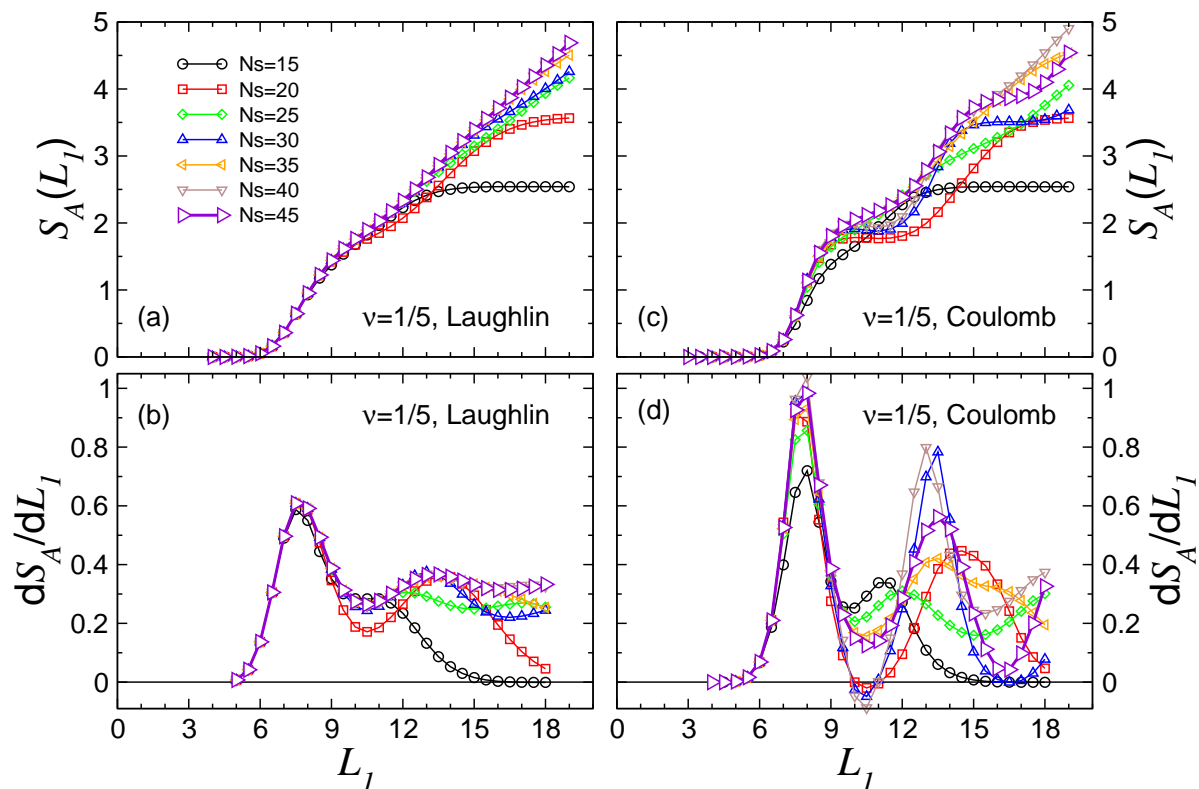 5
4
3
2
1
0
S_A(L_1)
Ns=15
Ns=20
Ns=25
Ns=30
Ns=35
Ns=40
Ns=45
(a)
ν=1/5, Laughlin
5
4
3
2
1
0
S_A(L_1)
(c)
ν=1/5, Coulomb
1
0.8
0.6
0.4
0.2
0
dS_A/dL_1
(b)
ν=1/5, Laughlin
0
3
6
9
12
15
18
L_1
1
0.8
0.6
0.4
0.2
0
dS_A/dL_1
(d)
ν=1/5, Coulomb
0
3
6
9
12
15
18
L_1